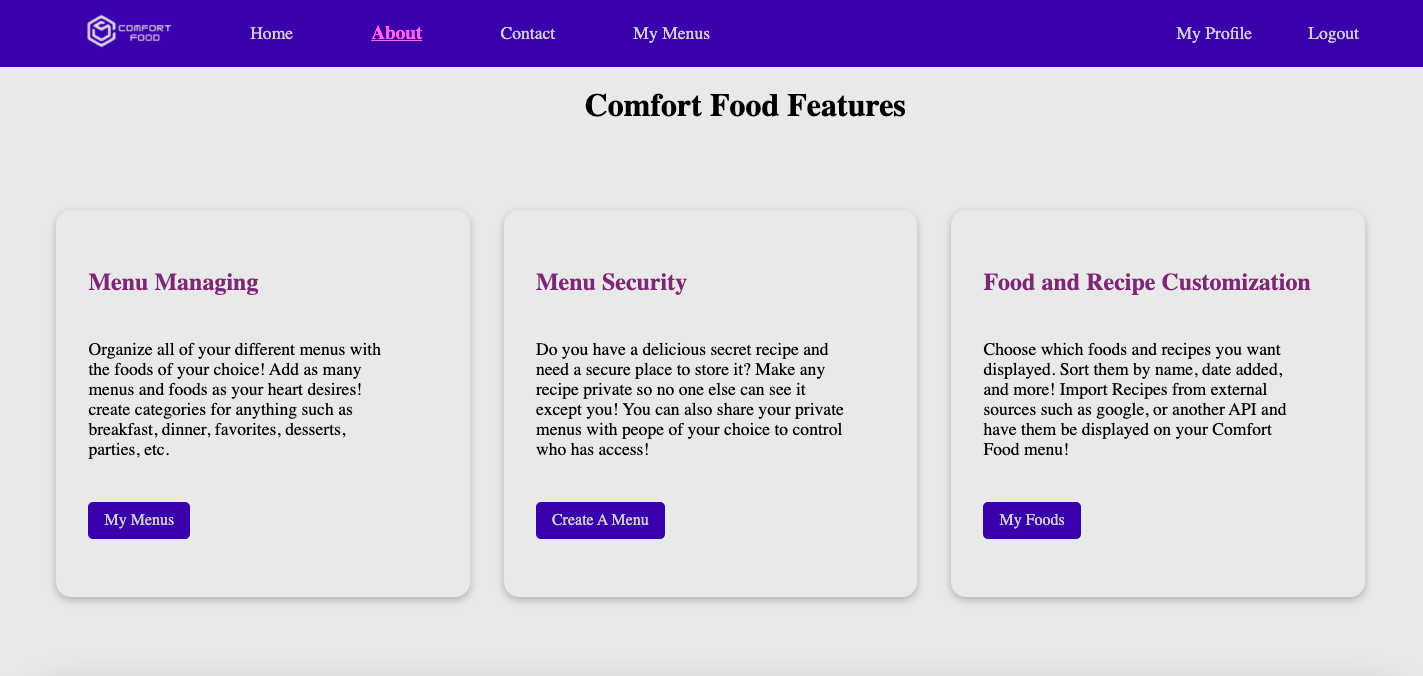 COMFORT
FOOD
Home
About
Contact
My Menus
My Profile
Logout
Comfort Food Features
Menu Managing
Organize all of your different menus with
the foods of your choice! Add as many
menus and foods as your heart desires!
create categories for anything such as
breakfast, dinner, favorites, desserts,
parties, etc.
My Menus
Menu Security
Do you have a delicious secret recipe and
need a secure place to store it? Make any
recipe private so no one else can see it
except you! You can also share your private
menus with peope of your choice to control
who has access!
Create A Menu
Food and Recipe Customization
Choose which foods and recipes you want
displayed. Sort them by name, date added,
and more! Import Recipes from external
sources such as google, or another API and
have them be displayed on your Comfort
Food menu!
My Foods